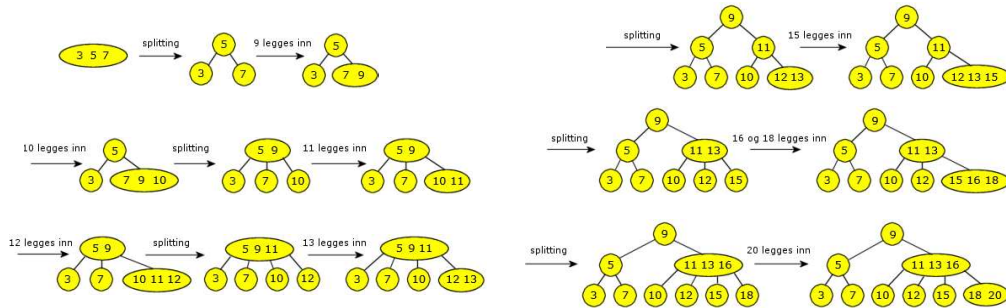 3 5 7
splitting
5
3 7
9 legges inn
5
3 7 9
10 legges inn
5
3 7 9 10
splitting
5 9
3 7 10
11 legges inn
5 9
3 7 10 11
12 legges inn
5 9
3 7 10 11 12
splitting
5 9 11
3 7 10 12
13 legges inn
5 9 11
3 7 10 12 13
splitting
9
5 11
3 7 10 12 13
15 legges inn
9
5 11
3 7 10 12 13 15
splitting
9
5 11 13
3 7 10 12 15
16 og 18 legges inn
9
5 11 13
3 7 10 12 15 16 18
splitting
9
5 11 13 16
3 7 10 12 15 18
20 legges inn
9
5 11 13 16
3 7 10 12 15 18 20